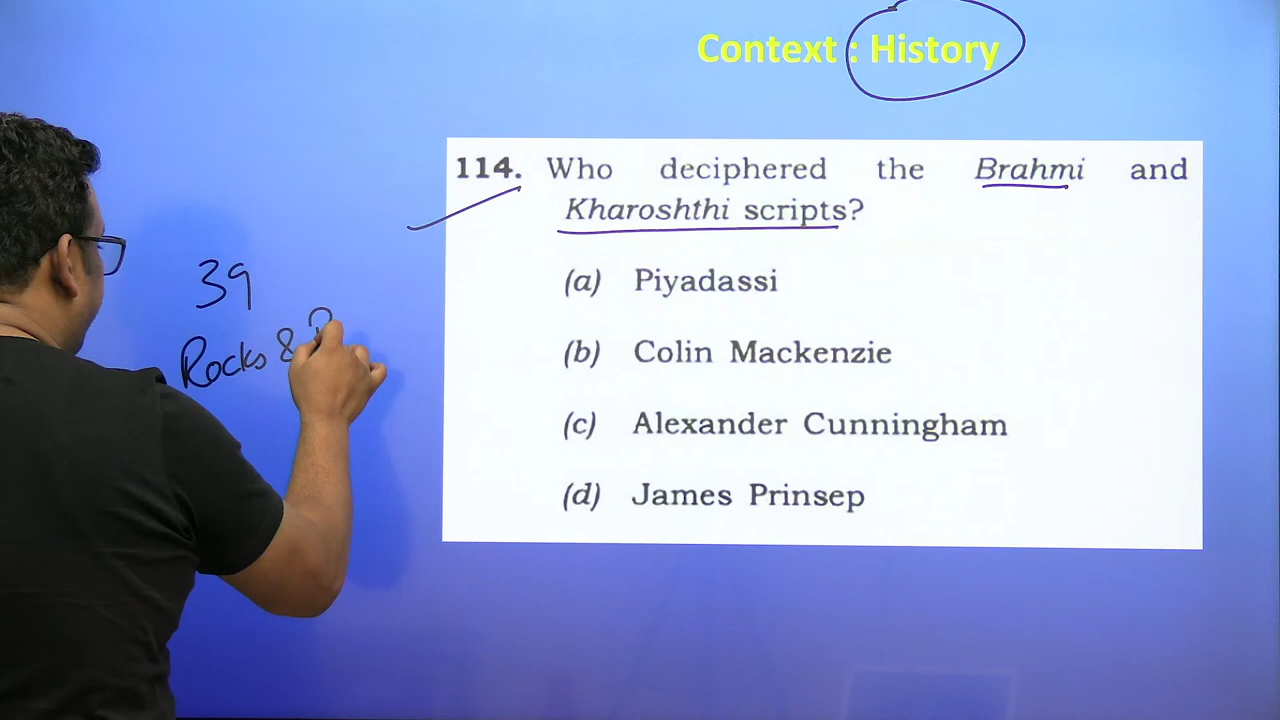 Context : History
114. Who deciphered the Brahmi and
Kharoshthi scripts?
(a) Piyadassi
(b) Colin Mackenzie
(c) Alexander Cunningham
(d) James Prinsep
39
Rocks & P